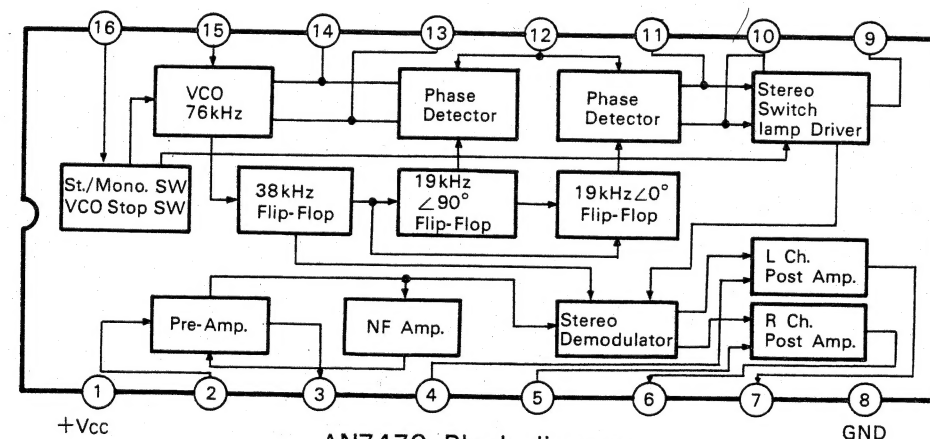 16 15 14 13 12 11 10 9
VCO
76kHz
Phase
Detector
Phase
Detector
Stereo
Switch
lamp Driver
St./Mono. SW
VCO Stop SW
38kHz
Flip-Flop
19kHz
∠90°
Flip-Flop
19kHz∠0°
Flip-Flop
L Ch.
Post Amp.
Pre-Amp.
NF Amp.
Stereo
Demodulator
R Ch.
Post Amp.
1 2 3 4 5 6 7 8
+Vcc
GND